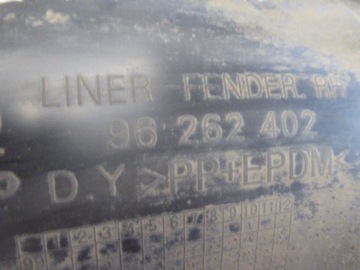 LINER-FENDER. RH
96 262 402
P D.Y >PP+EPDM<
1 2 3 4 5 6 7 8 9 10 11 12